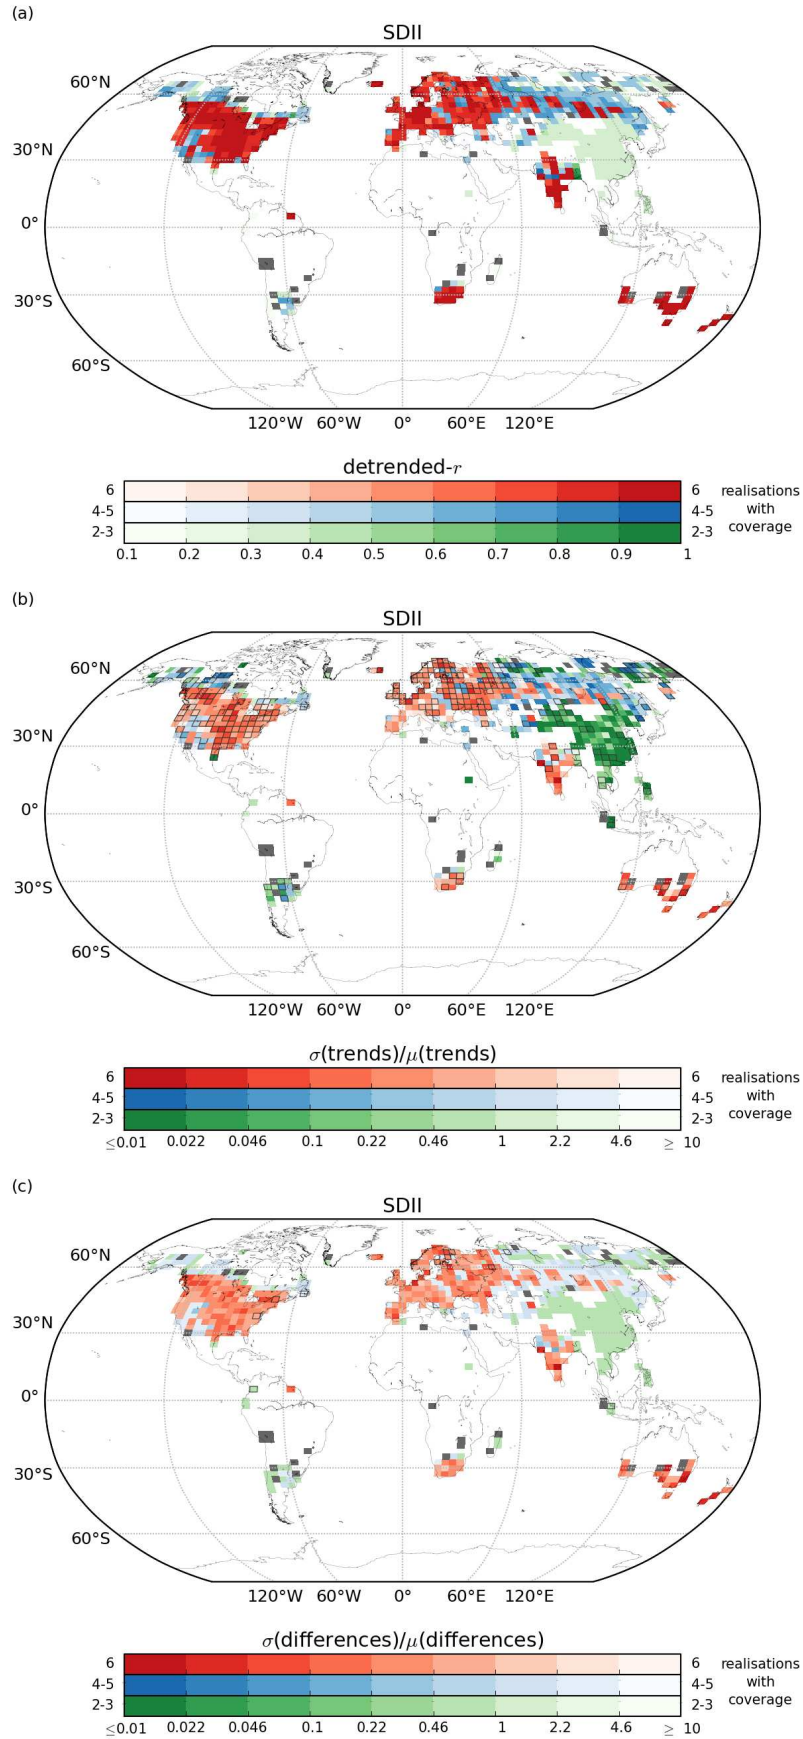 (a)
SDII
60°N
30°N
0°
30°S
60°S
120°W 60°W 0° 60°E 120°E
detrended-r
6 6 realisations
4-5 4-5 with
2-3 2-3 coverage
0.1 0.2 0.3 0.4 0.5 0.6 0.7 0.8 0.9 1
(b)
SDII
60°N
30°N
0°
30°S
60°S
120°W 60°W 0° 60°E 120°E
σ(trends)/μ(trends)
6 6 realisations
4-5 4-5 with
2-3 2-3 coverage
≤0.01 0.022 0.046 0.1 0.22 0.46 1 2.2 4.6 ≥ 10
(c)
SDII
60°N
30°N
0°
30°S
60°S
120°W 60°W 0° 60°E 120°E
σ(differences)/μ(differences)
6 6 realisations
4-5 4-5 with
2-3 2-3 coverage
≤0.01 0.022 0.046 0.1 0.22 0.46 1 2.2 4.6 ≥ 10